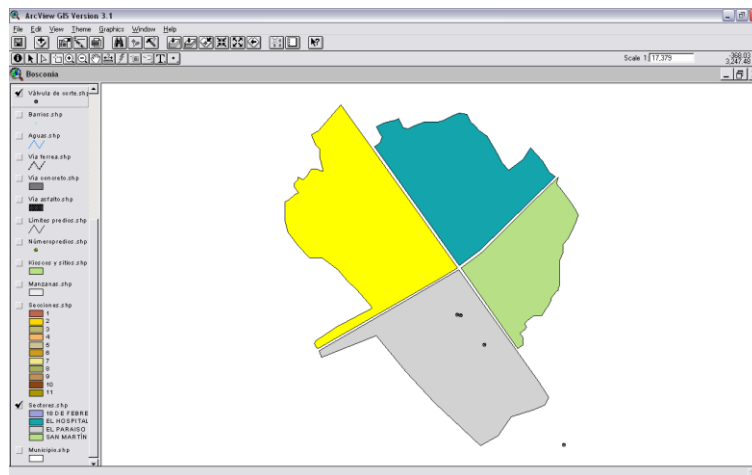 ArcView GIS Version 3.1
File Edit View Theme Graphics Window Help
Scale 1: 17,379
-368.03
3,247.48
Bosconia
Válvula de corte.shp
Barrios.shp
Aguas.shp
Vía terrea.shp
Vía concreto.shp
Vía asfalto.shp
Límites predios.shp
Númeropredios.shp
Kioscos y sitios.shp
Manzanas.shp
Secciones.shp
1
2
3
4
5
6
7
8
9
10
11
Sectores.shp
18 DE FEBRE
EL HOSPITAL
EL PARAISO
SAN MARTÍN
Municipio.shp